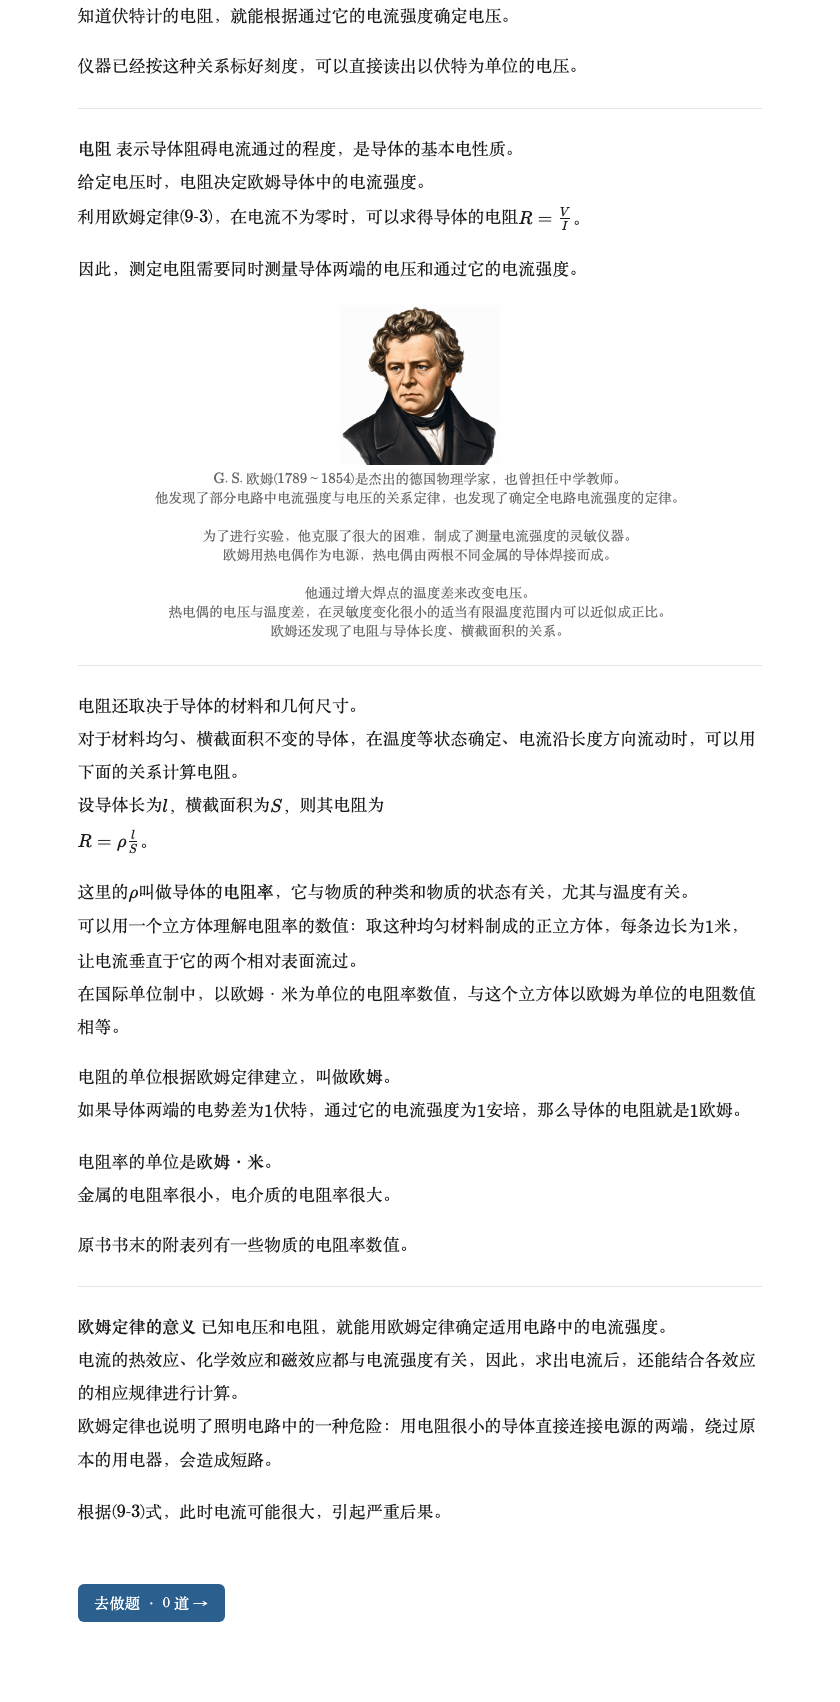 知道伏特计的电阻，就能根据通过它的电流强度确定电压。
仪器已经按这种关系标好刻度，可以直接读出以伏特为单位的电压。
电阻 表示导体阻碍电流通过的程度，是导体的基本电性质。
给定电压时，电阻决定欧姆导体中的电流强度。
利用欧姆定律(9-3)，在电流不为零时，可以求得导体的电阻R = V/I。
因此，测定电阻需要同时测量导体两端的电压和通过它的电流强度。
G. S. 欧姆(1789～1854)是杰出的德国物理学家，也曾担任中学教师。
他发现了部分电路中电流强度与电压的关系定律，也发现了确定全电路电流强度的定律。
为了进行实验，他克服了很大的困难，制成了测量电流强度的灵敏仪器。
欧姆用热电偶作为电源，热电偶由两根不同金属的导体焊接而成。
他通过增大焊点的温度差来改变电压。
热电偶的电压与温度差，在灵敏度变化很小的适当有限温度范围内可以近似成正比。
欧姆还发现了电阻与导体长度、横截面积的关系。
电阻还取决于导体的材料和几何尺寸。
对于材料均匀、横截面积不变的导体，在温度等状态确定、电流沿长度方向流动时，可以用
下面的关系计算电阻。
设导体长为l，横截面积为S，则其电阻为
R = ρ l/S。
这里的ρ叫做导体的电阻率，它与物质的种类和物质的状态有关，尤其与温度有关。
可以用一个立方体理解电阻率的数值：取这种均匀材料制成的正立方体，每条边长为1米，
让电流垂直于它的两个相对表面流过。
在国际单位制中，以欧姆 · 米为单位的电阻率数值，与这个立方体以欧姆为单位的电阻数值
相等。
电阻的单位根据欧姆定律建立，叫做欧姆。
如果导体两端的电势差为1伏特，通过它的电流强度为1安培，那么导体的电阻就是1欧姆。
电阻率的单位是欧姆 · 米。
金属的电阻率很小，电介质的电阻率很大。
原书书末的附表列有一些物质的电阻率数值。
欧姆定律的意义 已知电压和电阻，就能用欧姆定律确定适用电路中的电流强度。
电流的热效应、化学效应和磁效应都与电流强度有关，因此，求出电流后，还能结合各效应
的相应规律进行计算。
欧姆定律也说明了照明电路中的一种危险：用电阻很小的导体直接连接电源的两端，绕过原
本的用电器，会造成短路。
根据(9-3)式，此时电流可能很大，引起严重后果。
去做题 · 0 道 →